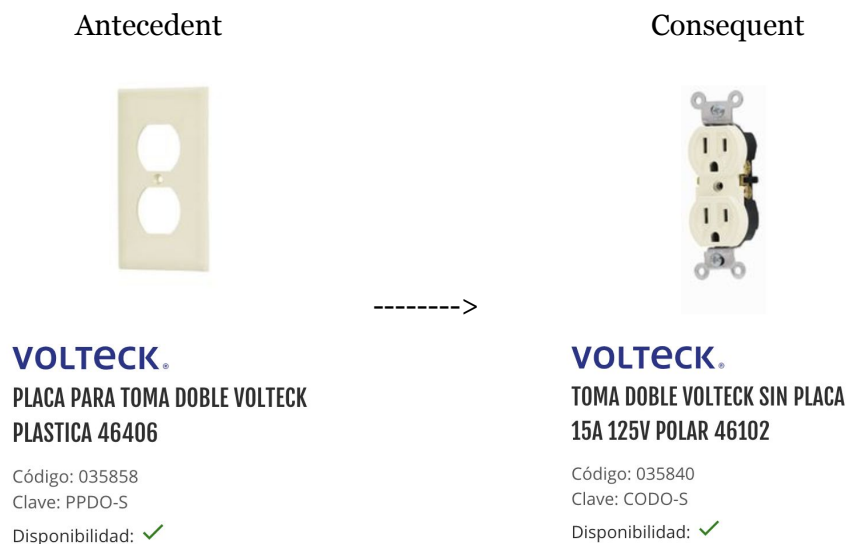 Antecedent
Consequent
-------->
VOLTECK®
PLACA PARA TOMA DOBLE VOLTECK
PLASTICA 46406
Código: 035858
Clave: PPDO-S
Disponibilidad: ✓
VOLTECK®
TOMA DOBLE VOLTECK SIN PLACA
15A 125V POLAR 46102
Código: 035840
Clave: CODO-S
Disponibilidad: ✓